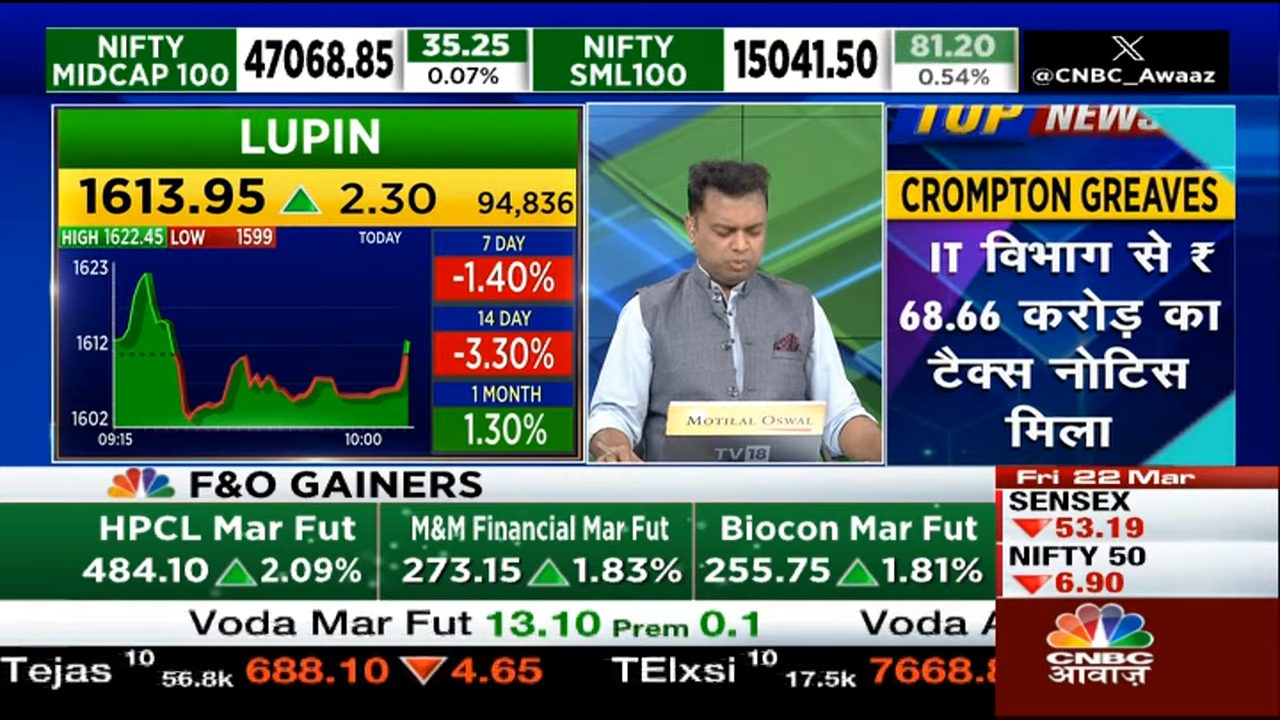 NIFTY
MIDCAP 100
47068.85
35.25
0.07%
NIFTY
SML100
15041.50
81.20
0.54%
@CNBC_Awaaz
LUPIN
1613.95 ▲ 2.30 94,836
HIGH 1622.45 LOW 1599 TODAY
1623
1612
1602
09:15 10:00
7 DAY
-1.40%
14 DAY
-3.30%
1 MONTH
1.30%
MOTILAL OSWAL
TV18
TOP NEWS
CROMPTON GREAVES
IT विभाग से ₹
68.66 करोड़ का
टैक्स नोटिस
मिला
F&O GAINERS
HPCL Mar Fut
484.10 ▲ 2.09%
M&M Financial Mar Fut
273.15 ▲ 1.83%
Biocon Mar Fut
255.75 ▲ 1.81%
Fri 22 Mar
SENSEX
▼ 53.19
NIFTY 50
▼ 6.90
Voda Mar Fut 13.10 Prem 0.1 Voda
Tejas 10 56.8k 688.10 ▼ 4.65 TElxsi 10 17.5k 7668.8
CNBC
आवाज़